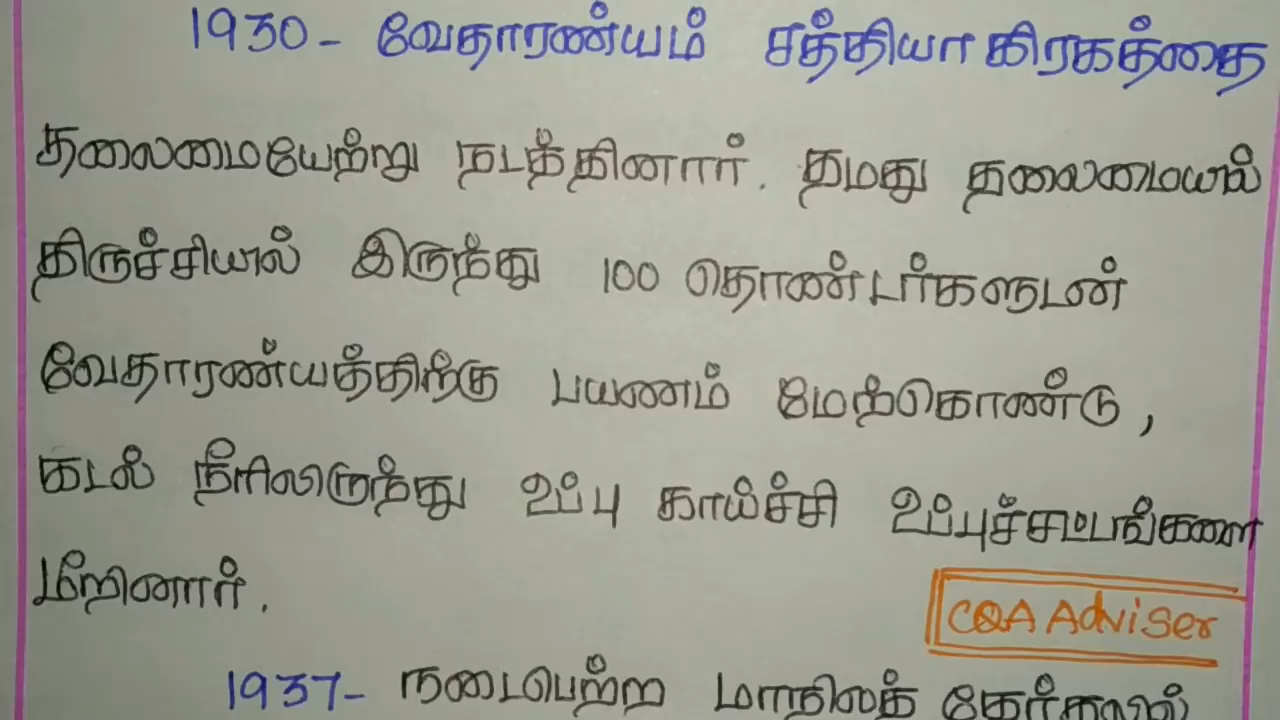 1930 - வேதாரண்யம் சத்தியாகிரகத்தை
தலைமையேற்று நடத்தினார். தமது தலைமையில்
திருச்சியில் இருந்து 100 தொண்டர்களுடன்
வேதாரண்யத்திற்கு பயணம் மேற்கொண்டு,
கடல் நீரிலிருந்து உப்பு காய்ச்சி உப்புச்சட்டங்களை
மீறினார்.
CQA Adviser
1937- நடைபெற்ற மாநிலத் தேர்தலில்